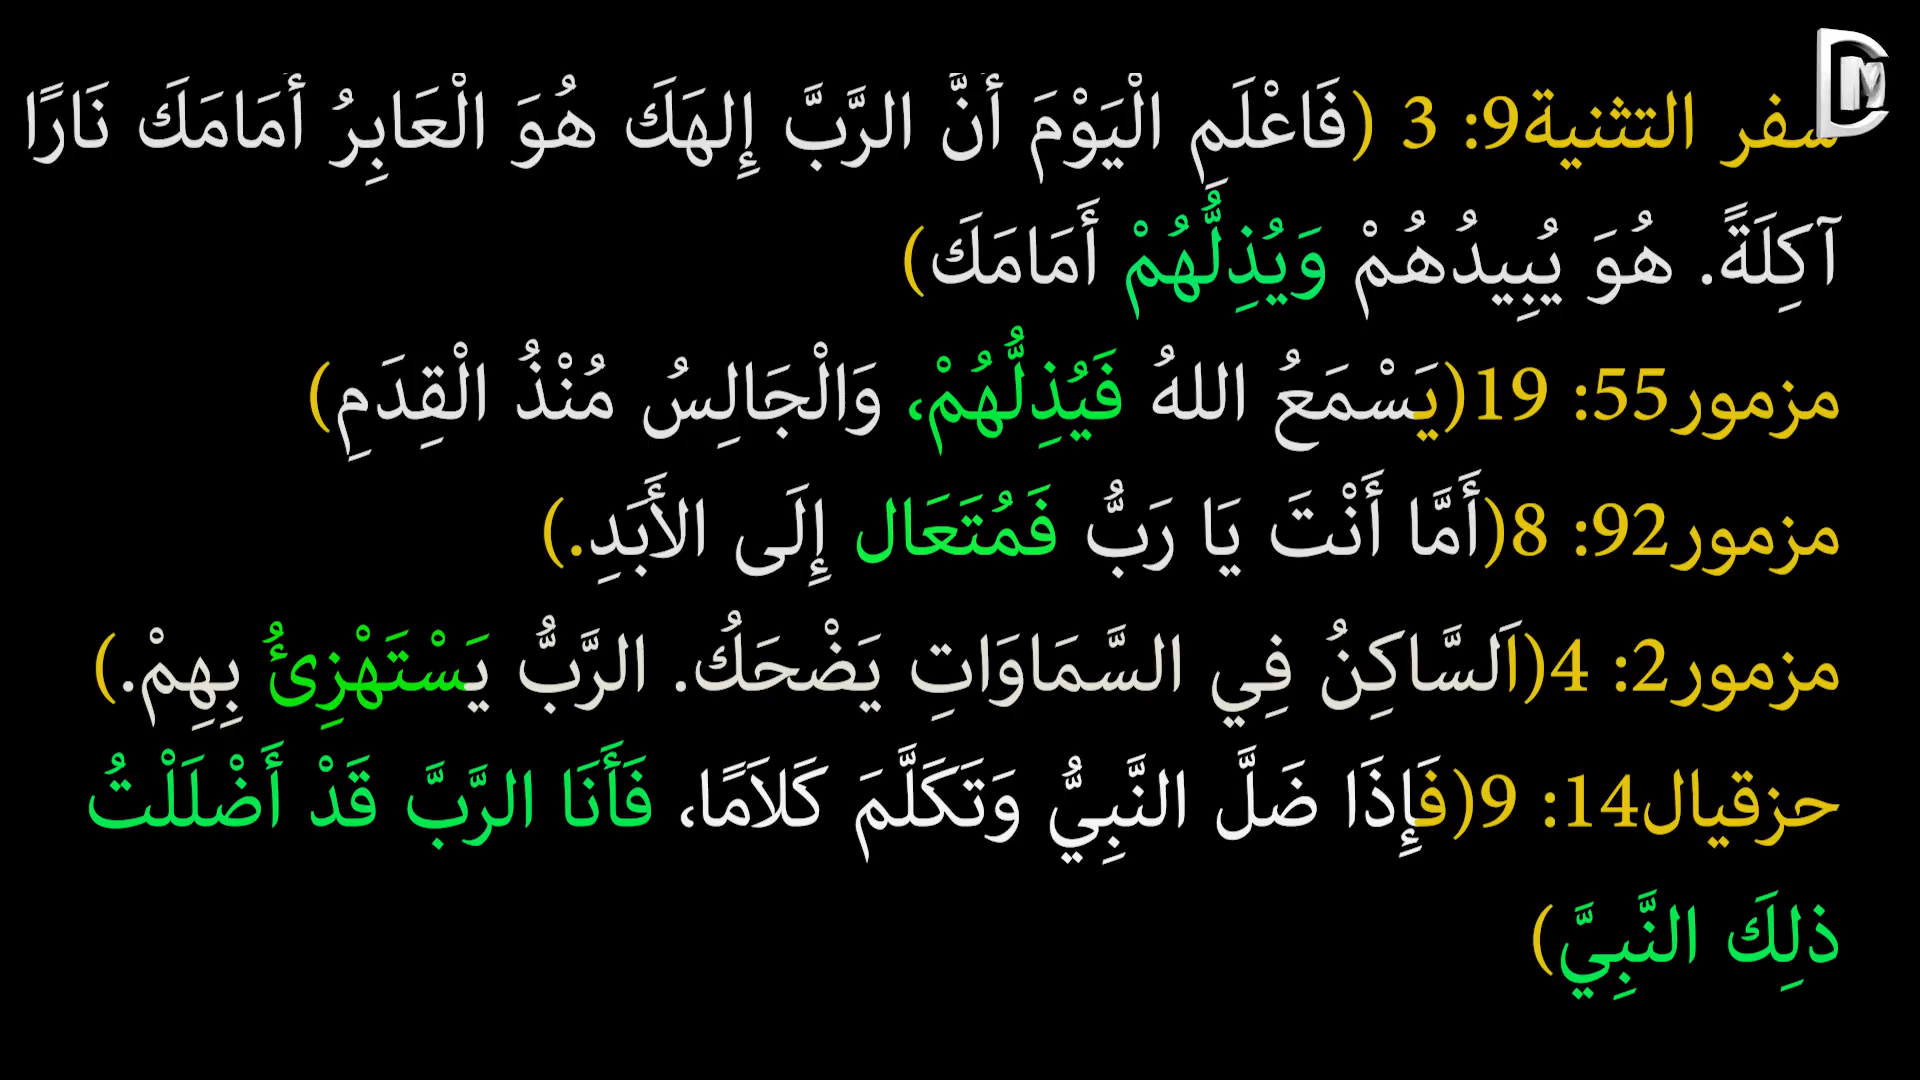 سفر التثنية9: 3 (فَاعْلَمِ الْيَوْمَ أَنَّ الرَّبَّ إِلهَكَ هُوَ الْعَابِرُ أَمَامَكَ نَارًا
آكِلَةً. هُوَ يُبِيدُهُمْ وَيُذِلُّهُمْ أَمَامَكَ)
مزمور55: 19(يَسْمَعُ اللهُ فَيُذِلُّهُمْ، وَالْجَالِسُ مُنْذُ الْقِدَمِ)
مزمور92: 8(أَمَّا أَنْتَ يَا رَبُّ فَمُتَعَال إِلَى الأَبَدِ.)
مزمور2: 4(اَلسَّاكِنُ فِي السَّمَاوَاتِ يَضْحَكُ. الرَّبُّ يَسْتَهْزِئُ بِهِمْ.)
حزقيال14: 9(فَإِذَا ضَلَّ النَّبِيُّ وَتَكَلَّمَ كَلاَمًا، فَأَنَا الرَّبَّ قَدْ أَضْلَلْتُ
ذلِكَ النَّبِيَّ)